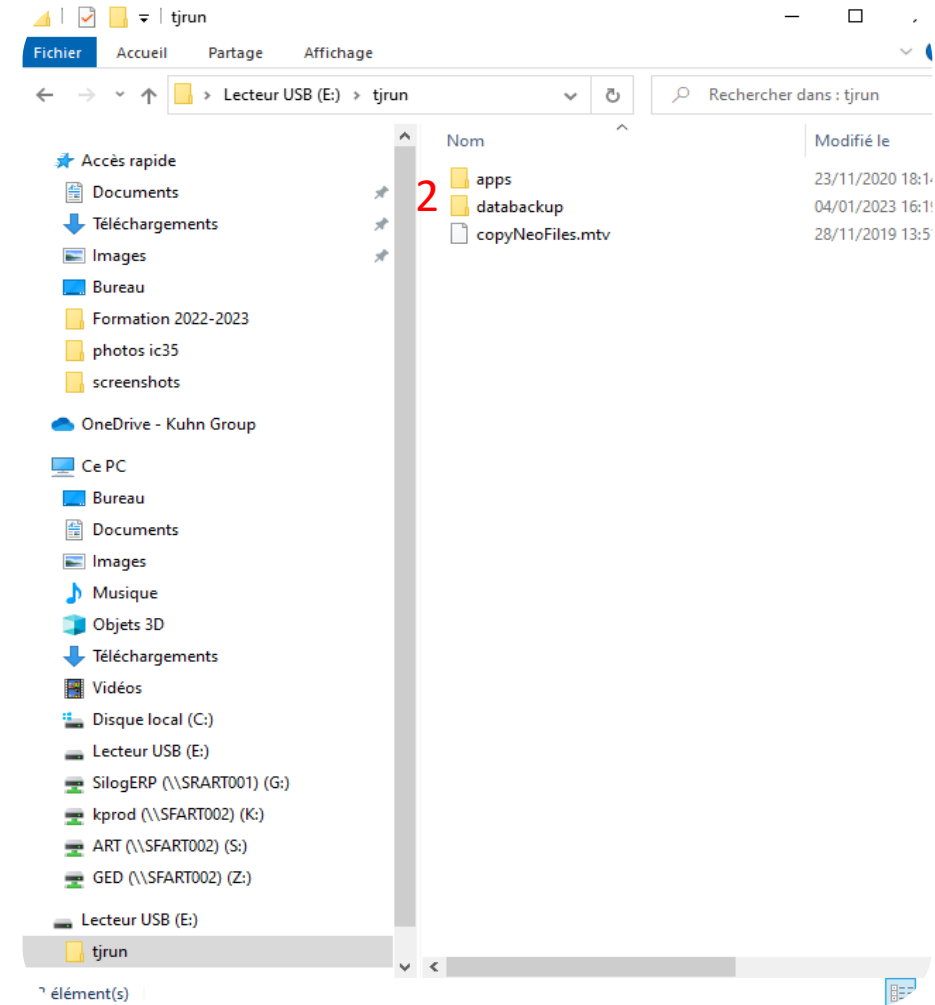 tjrun
Fichier Accueil Partage Affichage
Lecteur USB (E:) > tjrun Rechercher dans : tjrun
Nom Modifié le
Accès rapide
Documents
Téléchargements
Images
Bureau
Formation 2022-2023
photos ic35
screenshots
OneDrive - Kuhn Group
Ce PC
Bureau
Documents
Images
Musique
Objets 3D
Téléchargements
Vidéos
Disque local (C:)
Lecteur USB (E:)
SilogERP (\\SRART001) (G:)
kprod (\\SFART002) (K:)
ART (\\SFART002) (S:)
GED (\\SFART002) (Z:)
Lecteur USB (E:)
tjrun
2
apps 23/11/2020 18:14
databackup 04/01/2023 16:19
copyNeoFiles.mtv 28/11/2019 13:51
élément(s)